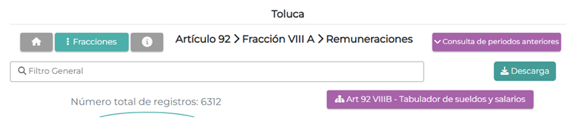 Toluca
Fracciones
Artículo 92 > Fracción VIII A > Remuneraciones
Consulta de periodos anteriores
Filtro General
Descarga
Número total de registros: 6312
Art 92 VIIIB - Tabulador de sueldos y salarios